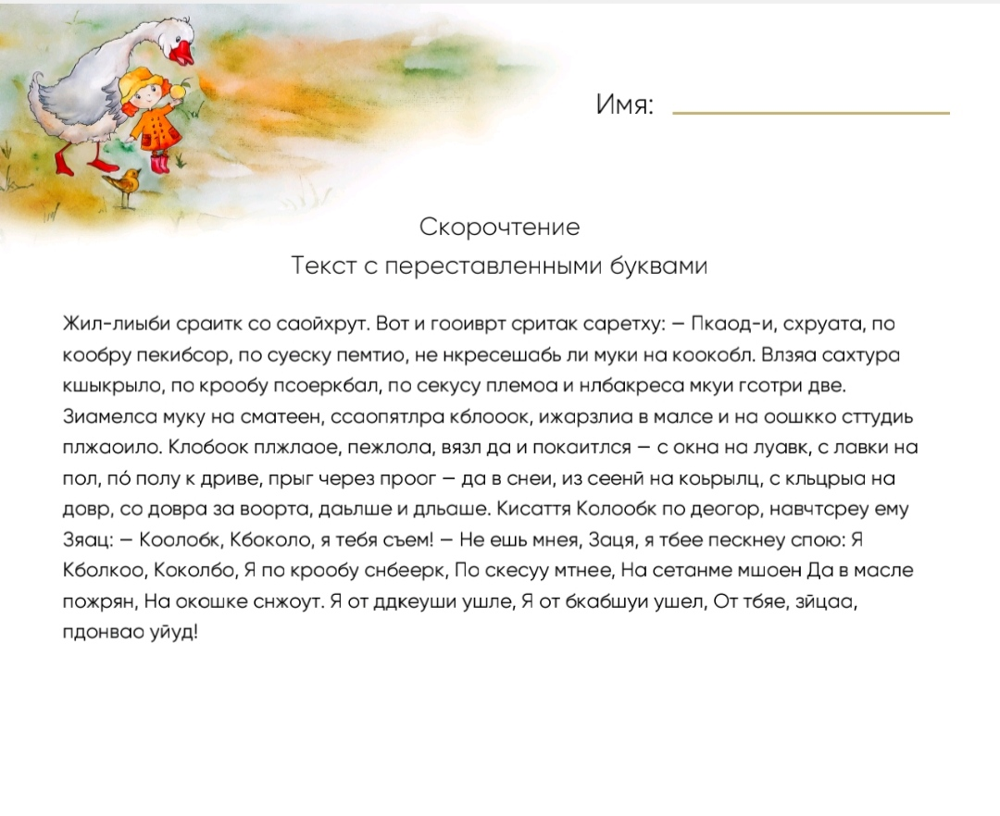 Имя:
Скорочтение
Текст с переставленными буквами
Жил-лиыби сраитк со саойхрут. Вот и гооиврт сритак саретху: — Пкаод-и, схруата, по
кообру пекибсор, по суеску пемтио, не нкресешабь ли муки на коокобл. Влзяа сахтура
кшыкрыло, по крообу псоеркбал, по секусу племоа и нлбакреса мкуи гсотри две.
Зиамелса муку на сматеен, ссаопятлра кблооок, ижарзлиа в малсе и на оошкко сттудиь
плжаоило. Клобоок плжлаое, пежлола, вязл да и покаитлся — с окна на луавк, с лавки на
пол, по́ полу к дриве, прыг через проог — да в снеи, из сеенй на коьрылц, с кльцрыа на
довр, со довра за воорта, даьлше и дльаше. Кисаття Колообк по деогор, навчтсреу ему
Зяац: — Коолобк, Кбоколо, я тебя съем! — Не ешь мнея, Заця, я тбее пескнеу спою: Я
Кболкоо, Коколбо, Я по крообу снбеерк, По скесуу мтнее, На сетанме мшоен Да в масле
пожрян, На окошке снжоут. Я от ддкеуши ушле, Я от бкабшуи ушел, От тбяе, зйцаа,
пдонвао уйуд!